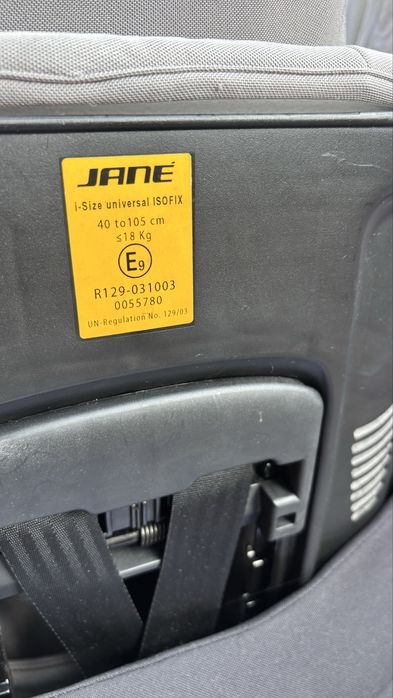 JANÉ
i-Size universal ISOFIX
40 to105 cm
≤18 Kg
E9
R129-031003
0055780
UN-Regulation No. 129/03